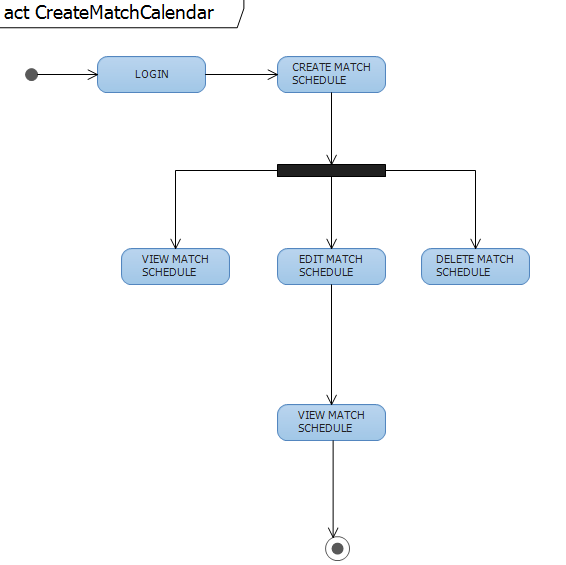 act CreateMatchCalendar
LOGIN
CREATE MATCH
SCHEDULE
VIEW MATCH
SCHEDULE
EDIT MATCH
SCHEDULE
DELETE MATCH
SCHEDULE
VIEW MATCH
SCHEDULE